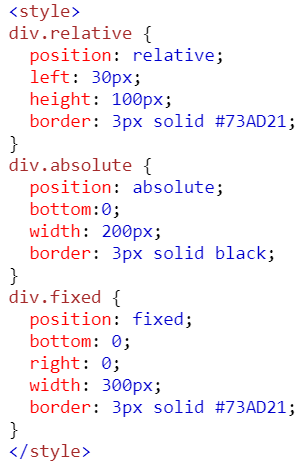 <style>
div.relative {
  position: relative;
  left: 30px;
  height: 100px;
  border: 3px solid #73AD21;
}
div.absolute {
  position: absolute;
  bottom:0;
  width: 200px;
  border: 3px solid black;
}
div.fixed {
  position: fixed;
  bottom: 0;
  right: 0;
  width: 300px;
  border: 3px solid #73AD21;
}
</style>